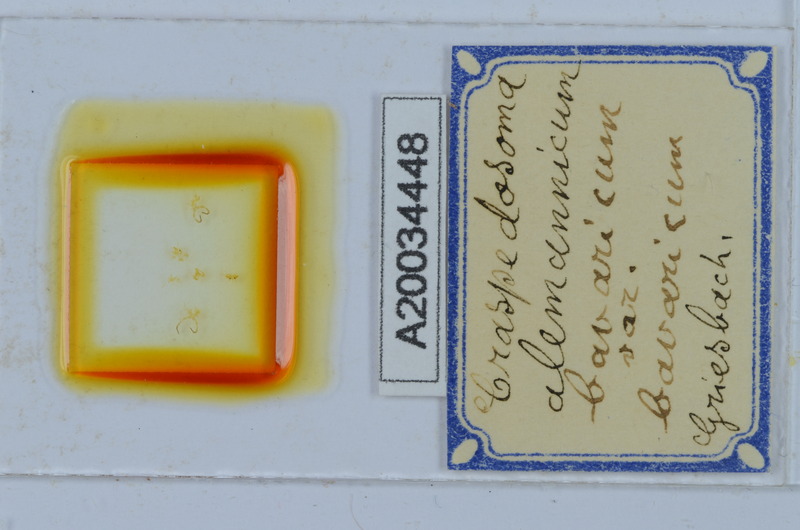 A20034448
Craspedosoma
alemannicum
bavaricum
var.
bavaricum
Griesbach.